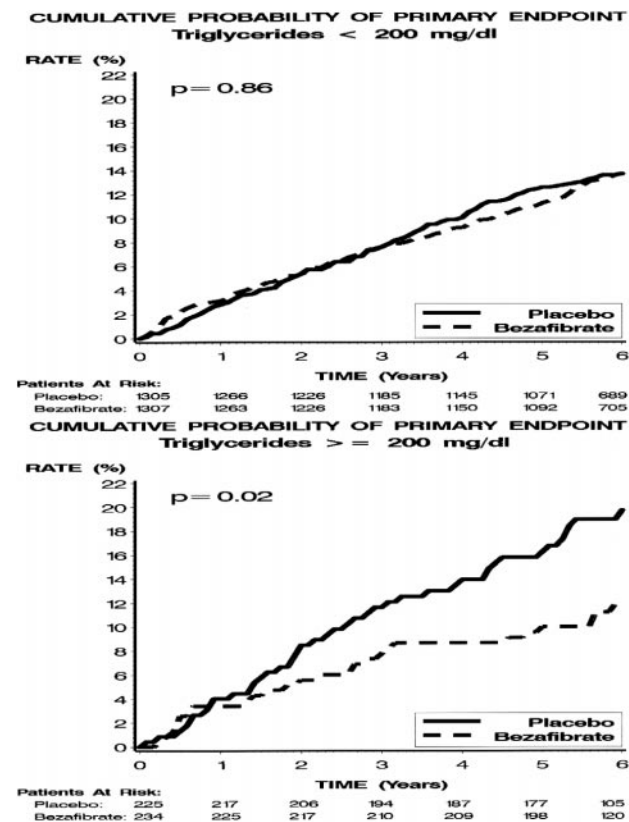 CUMULATIVE PROBABILITY OF PRIMARY ENDPOINT
Triglycerides < 200 mg/dl
RATE (%)
p=0.86
22
20
18
16
14
12
10
8
6
4
2
0
Placebo
Bezafibrate
0 1 2 3 4 5 6
TIME (Years)
Patients At Risk:
Placebo: 1305 1266 1226 1185 1145 1071 689
Bezafibrate: 1307 1263 1226 1183 1150 1092 705
CUMULATIVE PROBABILITY OF PRIMARY ENDPOINT
Triglycerides >= 200 mg/dl
RATE (%)
p=0.02
22
20
18
16
14
12
10
8
6
4
2
0
Placebo
Bezafibrate
0 1 2 3 4 5 6
TIME (Years)
Patients At Risk:
Placebo: 225 217 206 194 187 177 105
Bezafibrate: 234 225 217 210 209 198 120